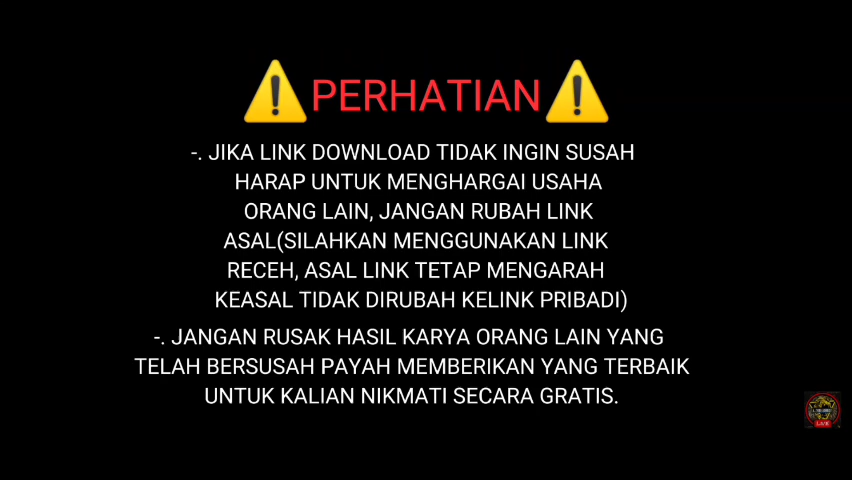 ⚠️PERHATIAN⚠️
-. JIKA LINK DOWNLOAD TIDAK INGIN SUSAH
HARAP UNTUK MENGHARGAI USAHA
ORANG LAIN, JANGAN RUBAH LINK
ASAL(SILAHKAN MENGGUNAKAN LINK
RECEH, ASAL LINK TETAP MENGARAH
KEASAL TIDAK DIRUBAH KELINK PRIBADI)
-. JANGAN RUSAK HASIL KARYA ORANG LAIN YANG
TELAH BERSUSAH PAYAH MEMBERIKAN YANG TERBAIK
UNTUK KALIAN NIKMATI SECARA GRATIS.